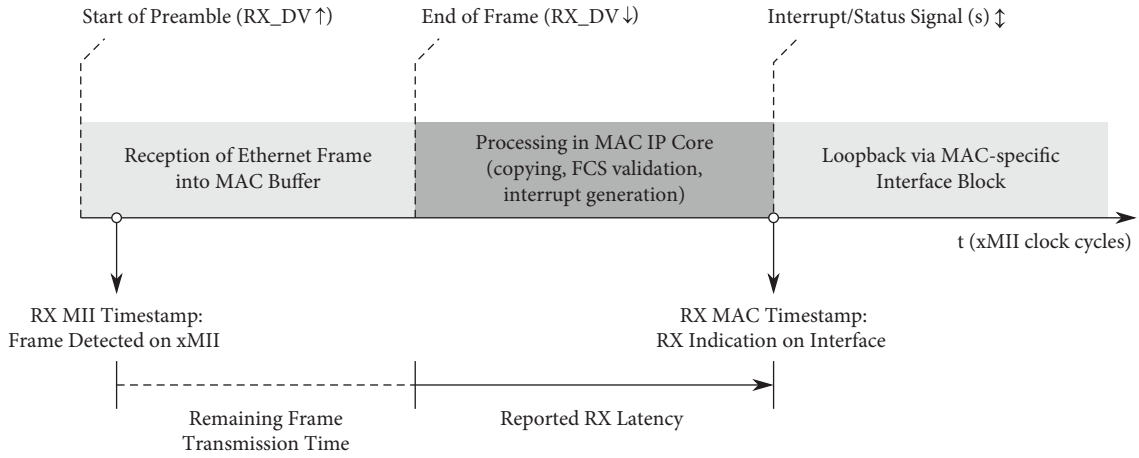 Start of Preamble (RX_DV ↑)
End of Frame (RX_DV ↓)
Interrupt/Status Signal (s) ↕
Reception of Ethernet Frame
into MAC Buffer
Processing in MAC IP Core
(copying, FCS validation,
interrupt generation)
Loopback via MAC-specific
Interface Block
t (xMII clock cycles)
RX MII Timestamp:
Frame Detected on xMII
RX MAC Timestamp:
RX Indication on Interface
Remaining Frame
Transmission Time
Reported RX Latency